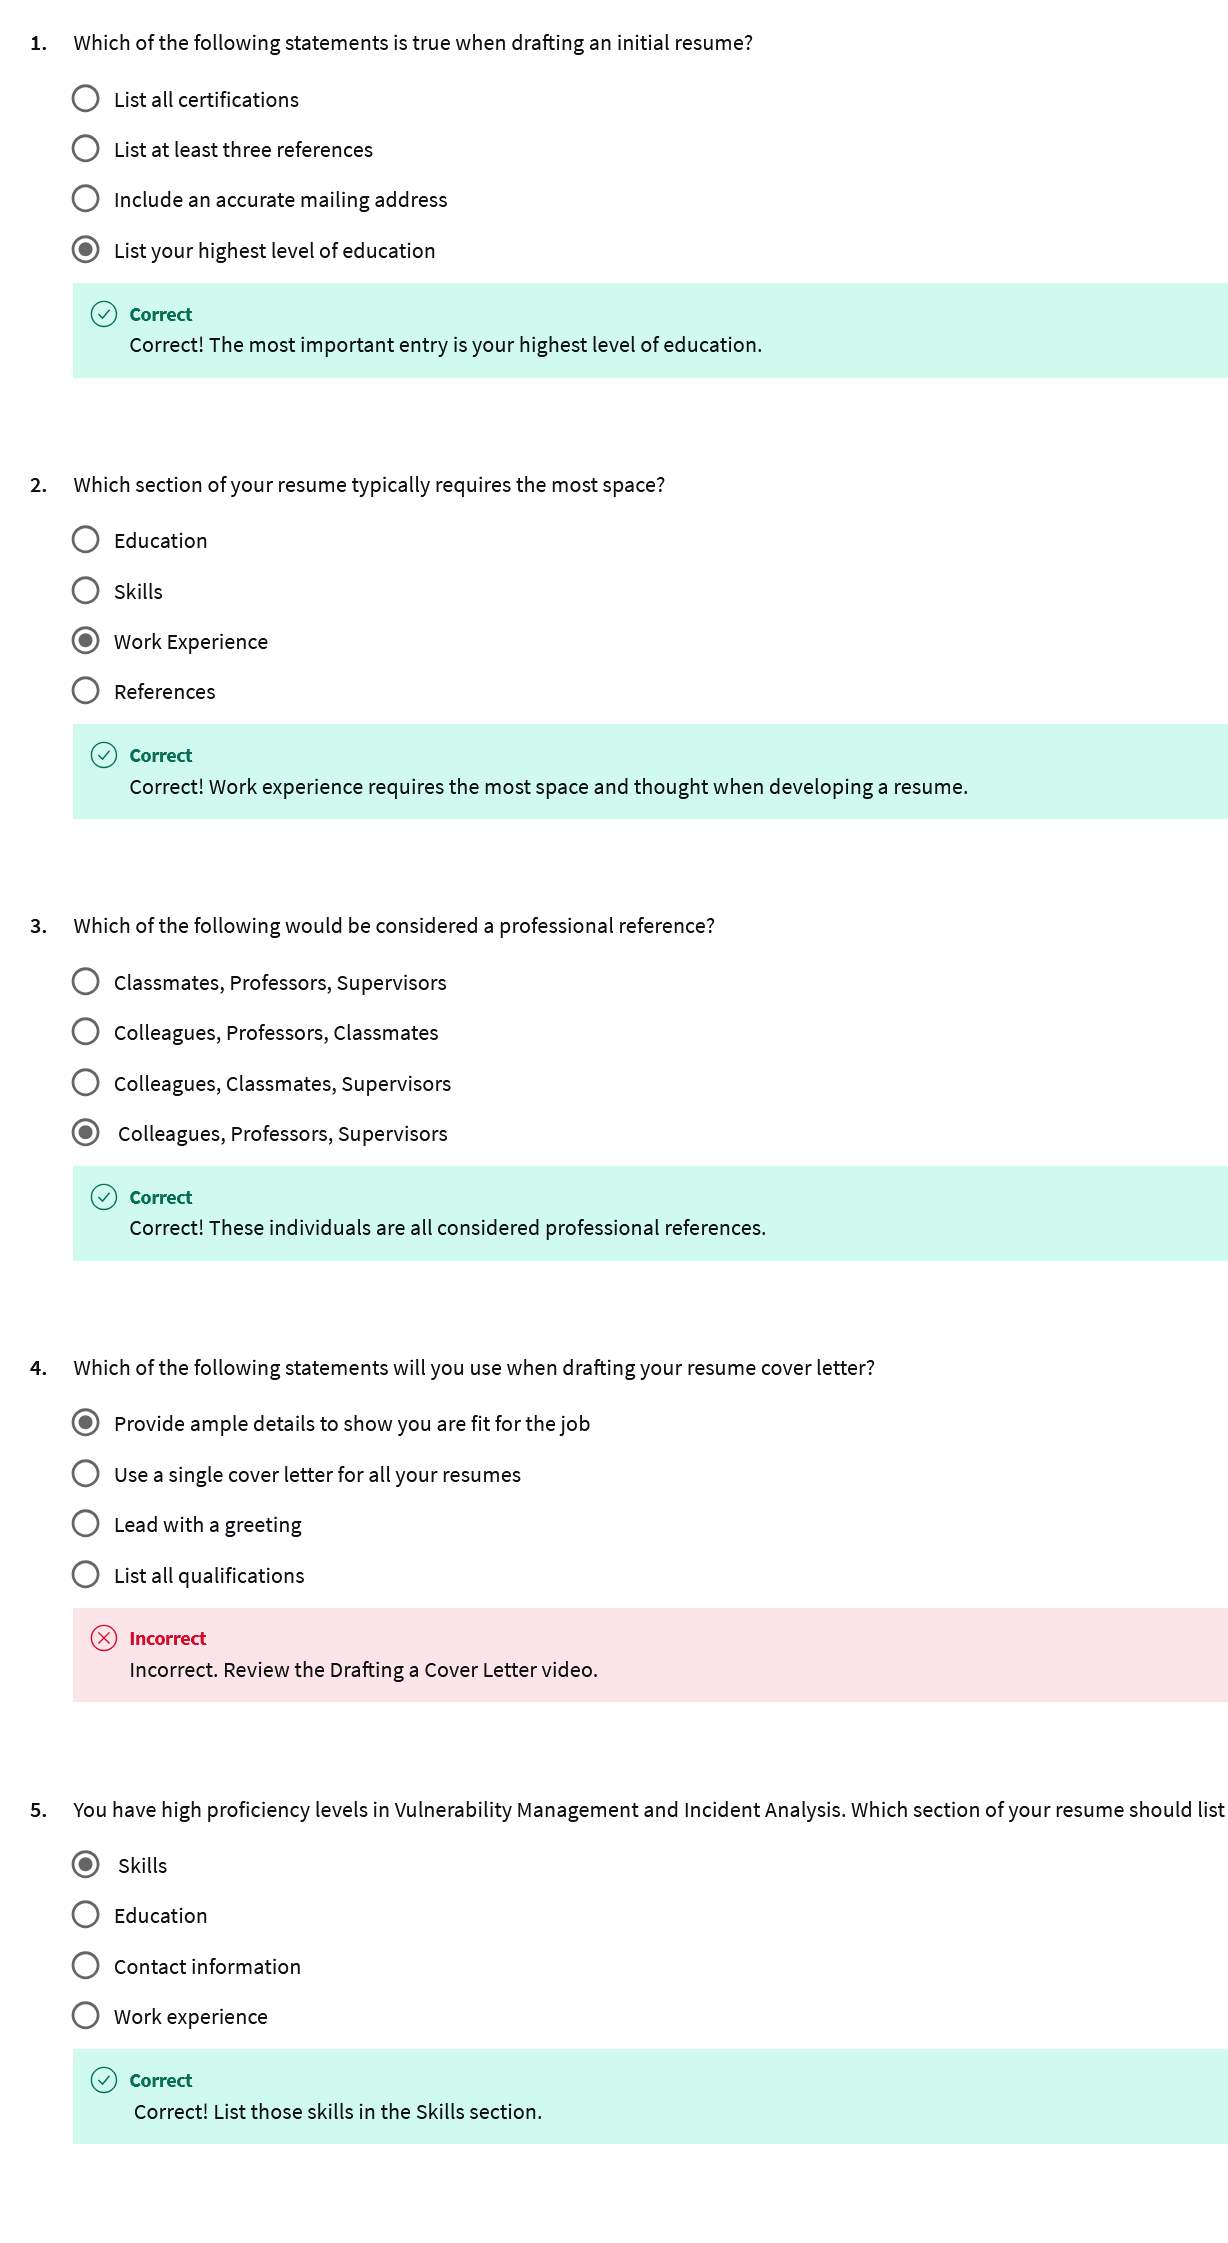 1. Which of the following statements is true when drafting an initial resume?
List all certifications
List at least three references
Include an accurate mailing address
List your highest level of education
Correct
Correct! The most important entry is your highest level of education.
2. Which section of your resume typically requires the most space?
Education
Skills
Work Experience
References
Correct
Correct! Work experience requires the most space and thought when developing a resume.
3. Which of the following would be considered a professional reference?
Classmates, Professors, Supervisors
Colleagues, Professors, Classmates
Colleagues, Classmates, Supervisors
Colleagues, Professors, Supervisors
Correct
Correct! These individuals are all considered professional references.
4. Which of the following statements will you use when drafting your resume cover letter?
Provide ample details to show you are fit for the job
Use a single cover letter for all your resumes
Lead with a greeting
List all qualifications
Incorrect
Incorrect. Review the Drafting a Cover Letter video.
5. You have high proficiency levels in Vulnerability Management and Incident Analysis. Which section of your resume should list
Skills
Education
Contact information
Work experience
Correct
Correct! List those skills in the Skills section.